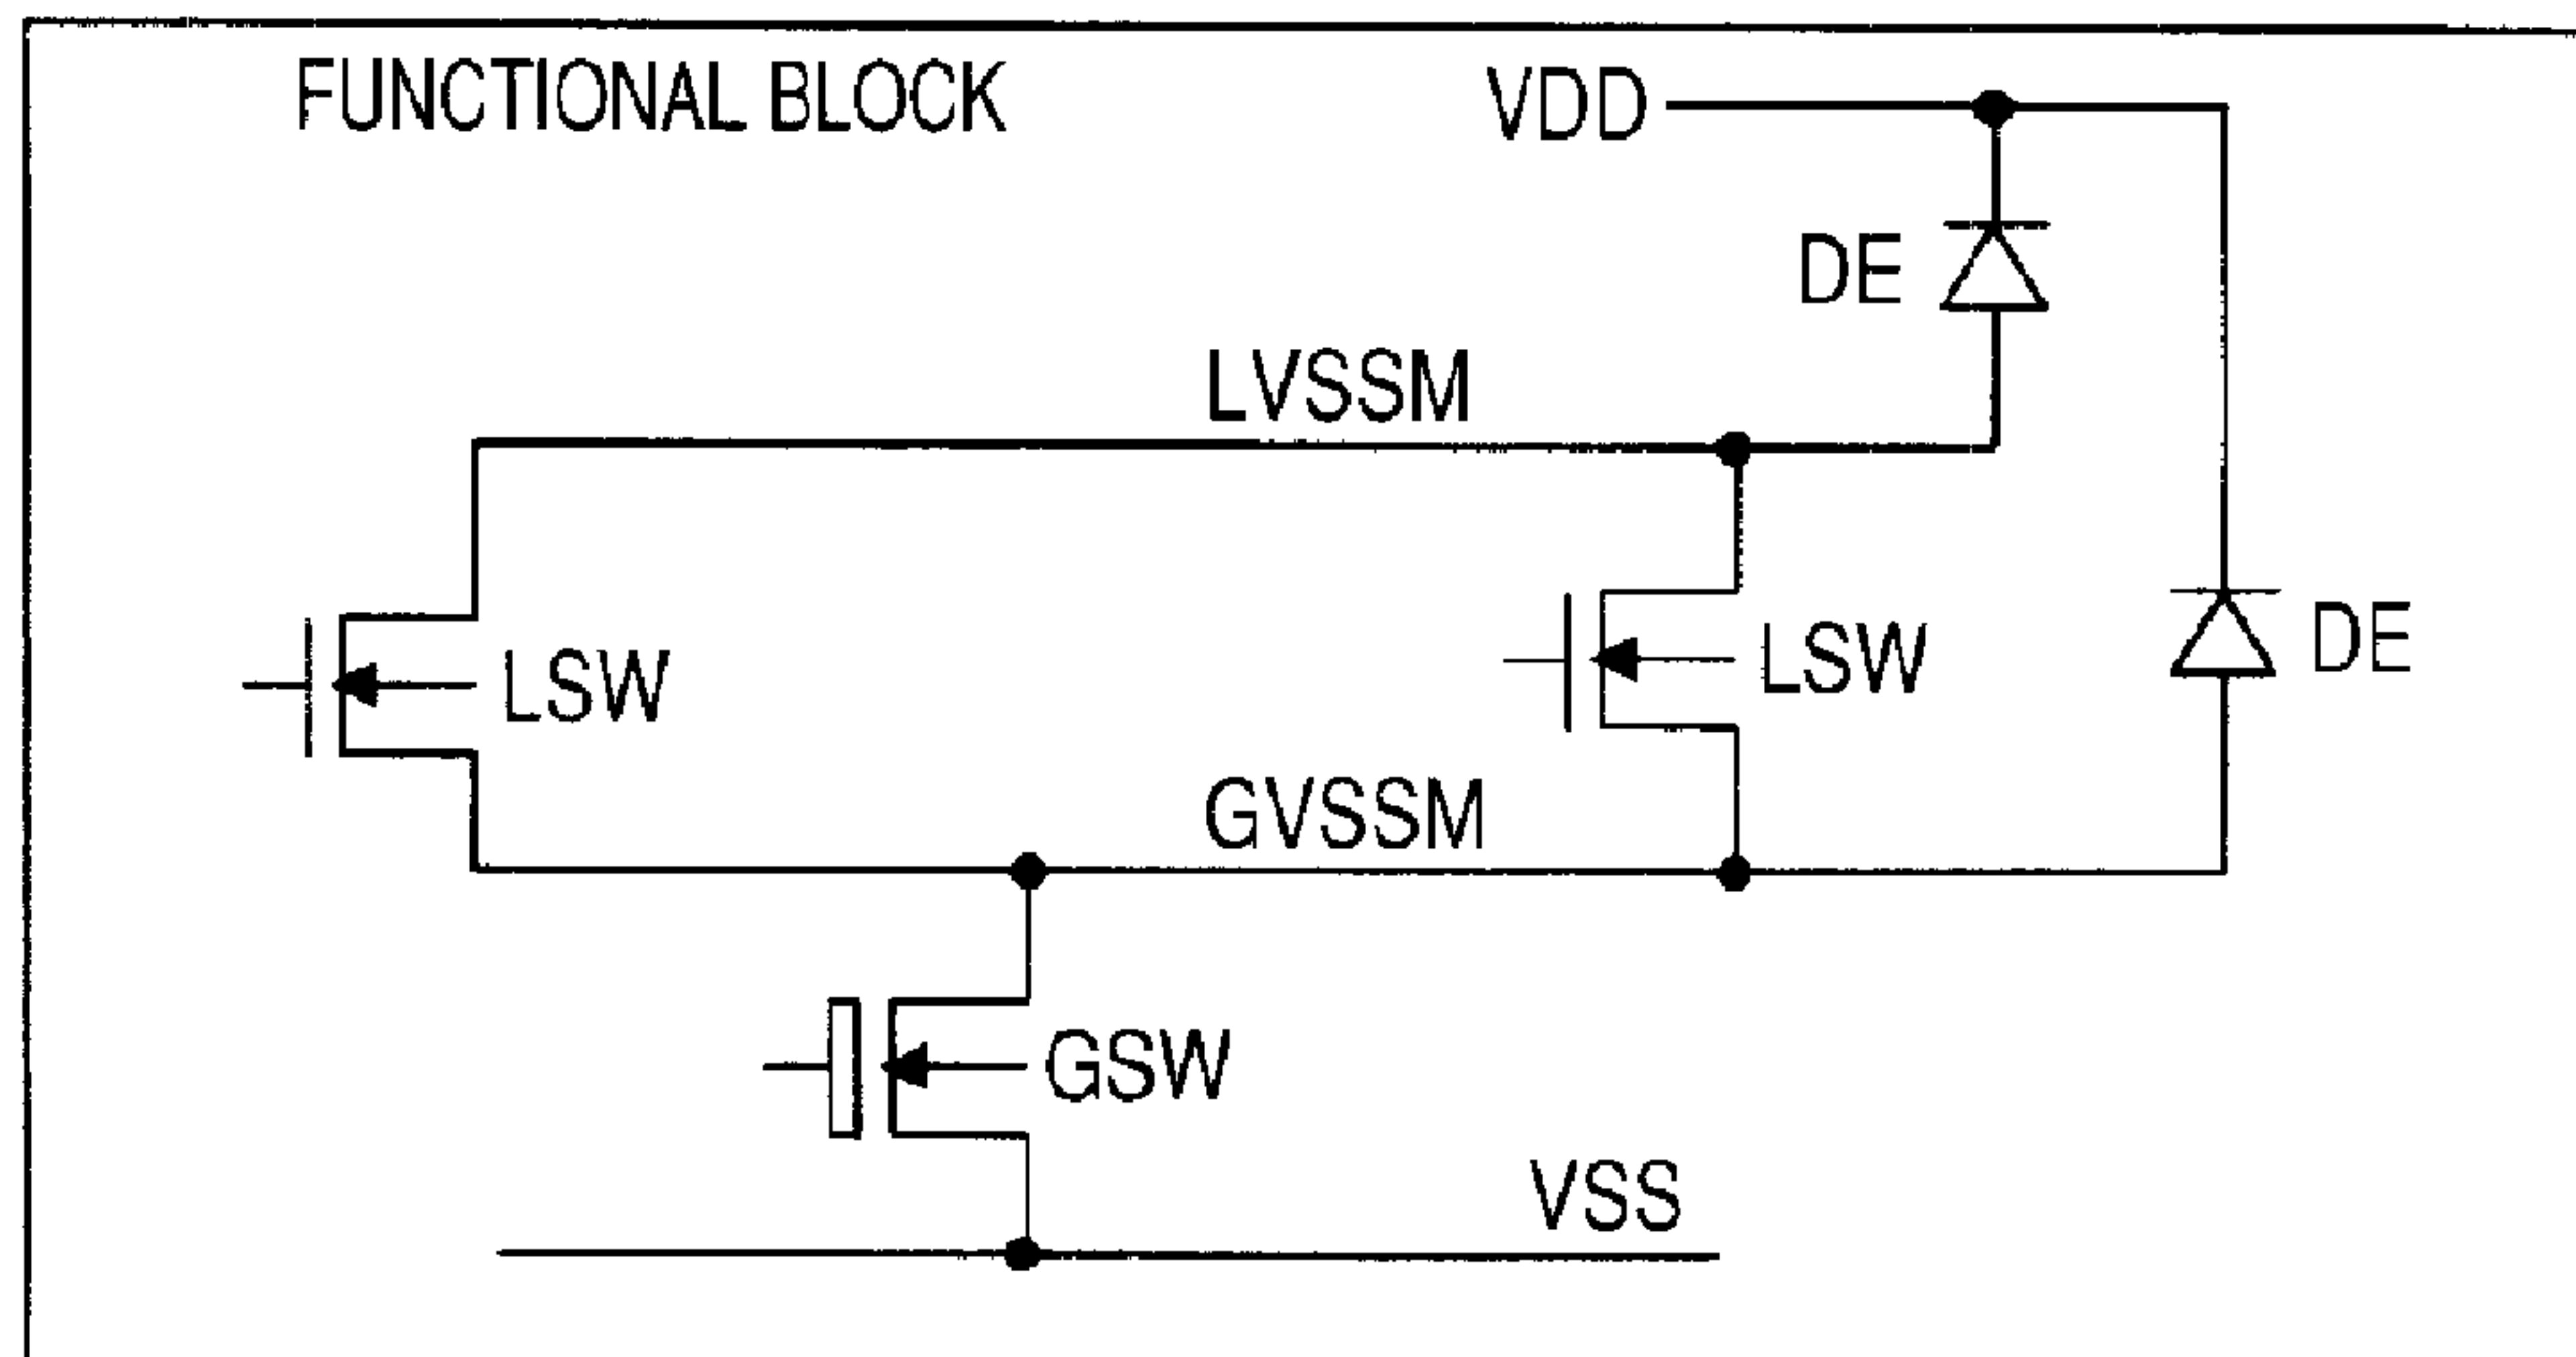 FUNCTIONAL BLOCK
VDD
DE
LVSSM
LSW
LSW
DE
GVSSM
GSW
VSS